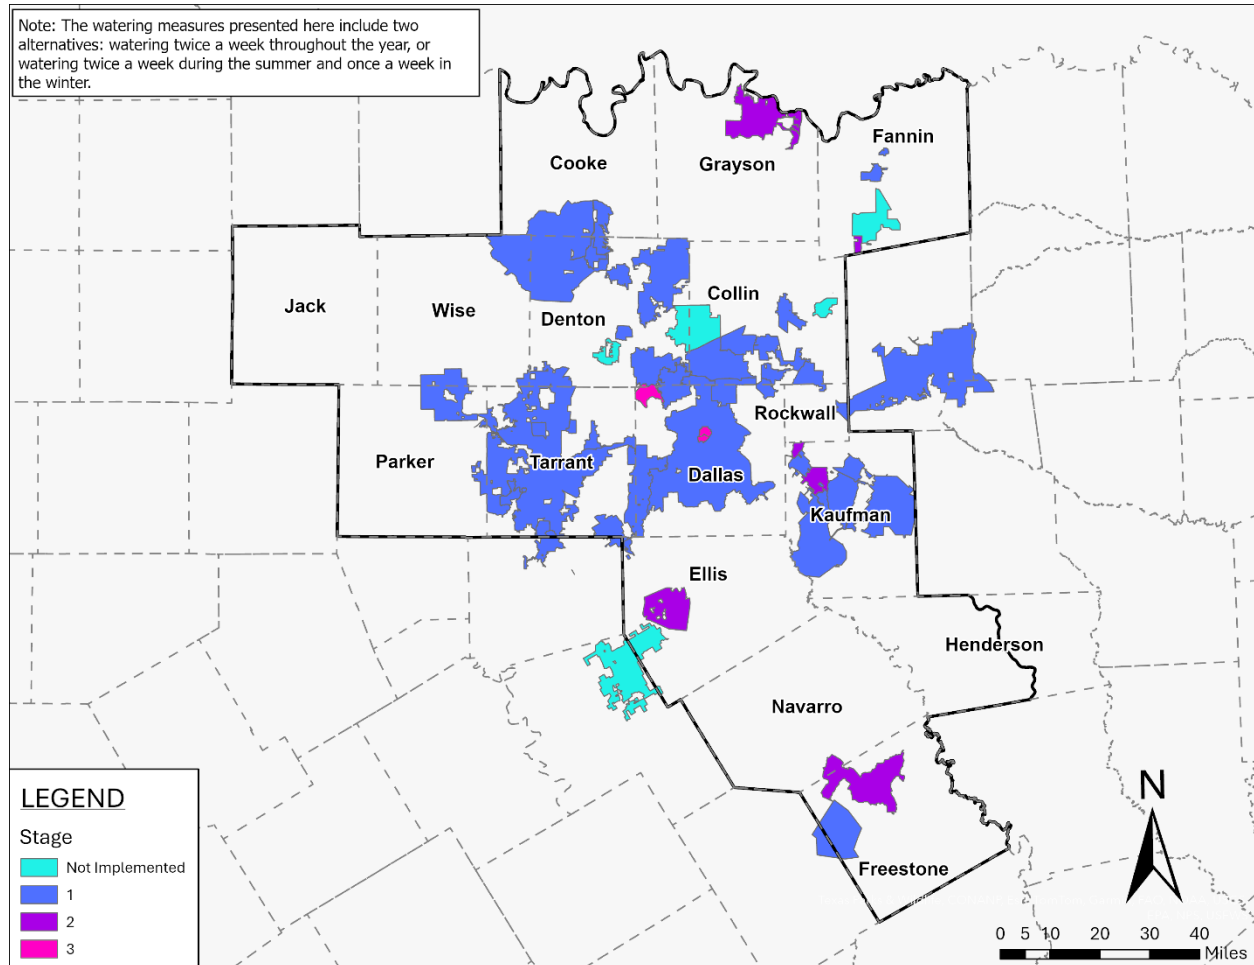 Note: The watering measures presented here include two
alternatives: watering twice a week throughout the year, or
watering twice a week during the summer and once a week in
the winter.
Fannin
Cooke
Grayson
Jack
Wise
Denton
Collin
Rockwall
Parker
Tarrant
Dallas
Kaufman
Ellis
Henderson
Navarro
Freestone
N
LEGEND
Stage
Not Implemented
1
2
3
0 5 10 20 30 40
Miles